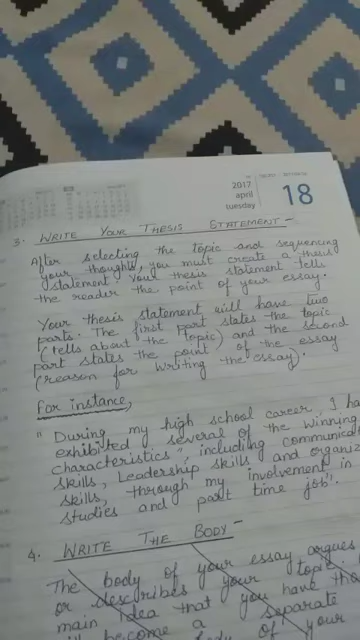 2017
april
tuesday
18
3. WRITE YOUR THESIS STATEMENT -
After selecting the topic and sequencing
your thoughts, you must create a thesis
statement. Your thesis statement tells
the reader the point of your essay.
Your thesis statement will have two
parts. The first part states the topic
(tells about the topic) and the second
part states the point of the essay
(reason for writing the essay).
For instance,
"During my high school career, I ha
exhibited several of the winning
characteristics", including communicat
skills, Leadership skills and organiz
skills, through my involvement in
studies and part time job".
4. WRITE THE BODY -
The body of your essay argues
or describes your topic
main idea that you have tho
become a separate
of your